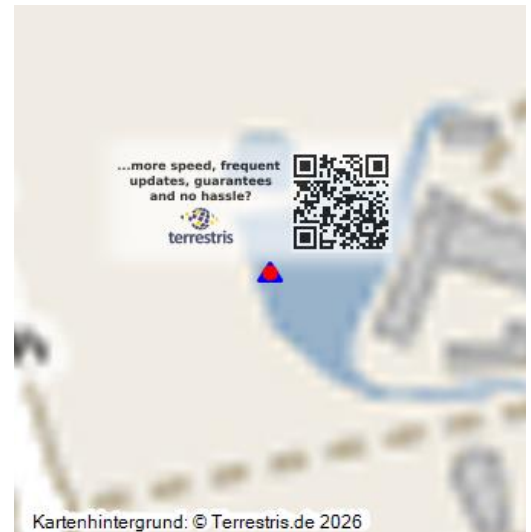 ...more speed, frequent
updates, guarantees
and no hassle?
terrestris
Kartenhintergrund: © Terrestris.de 2026